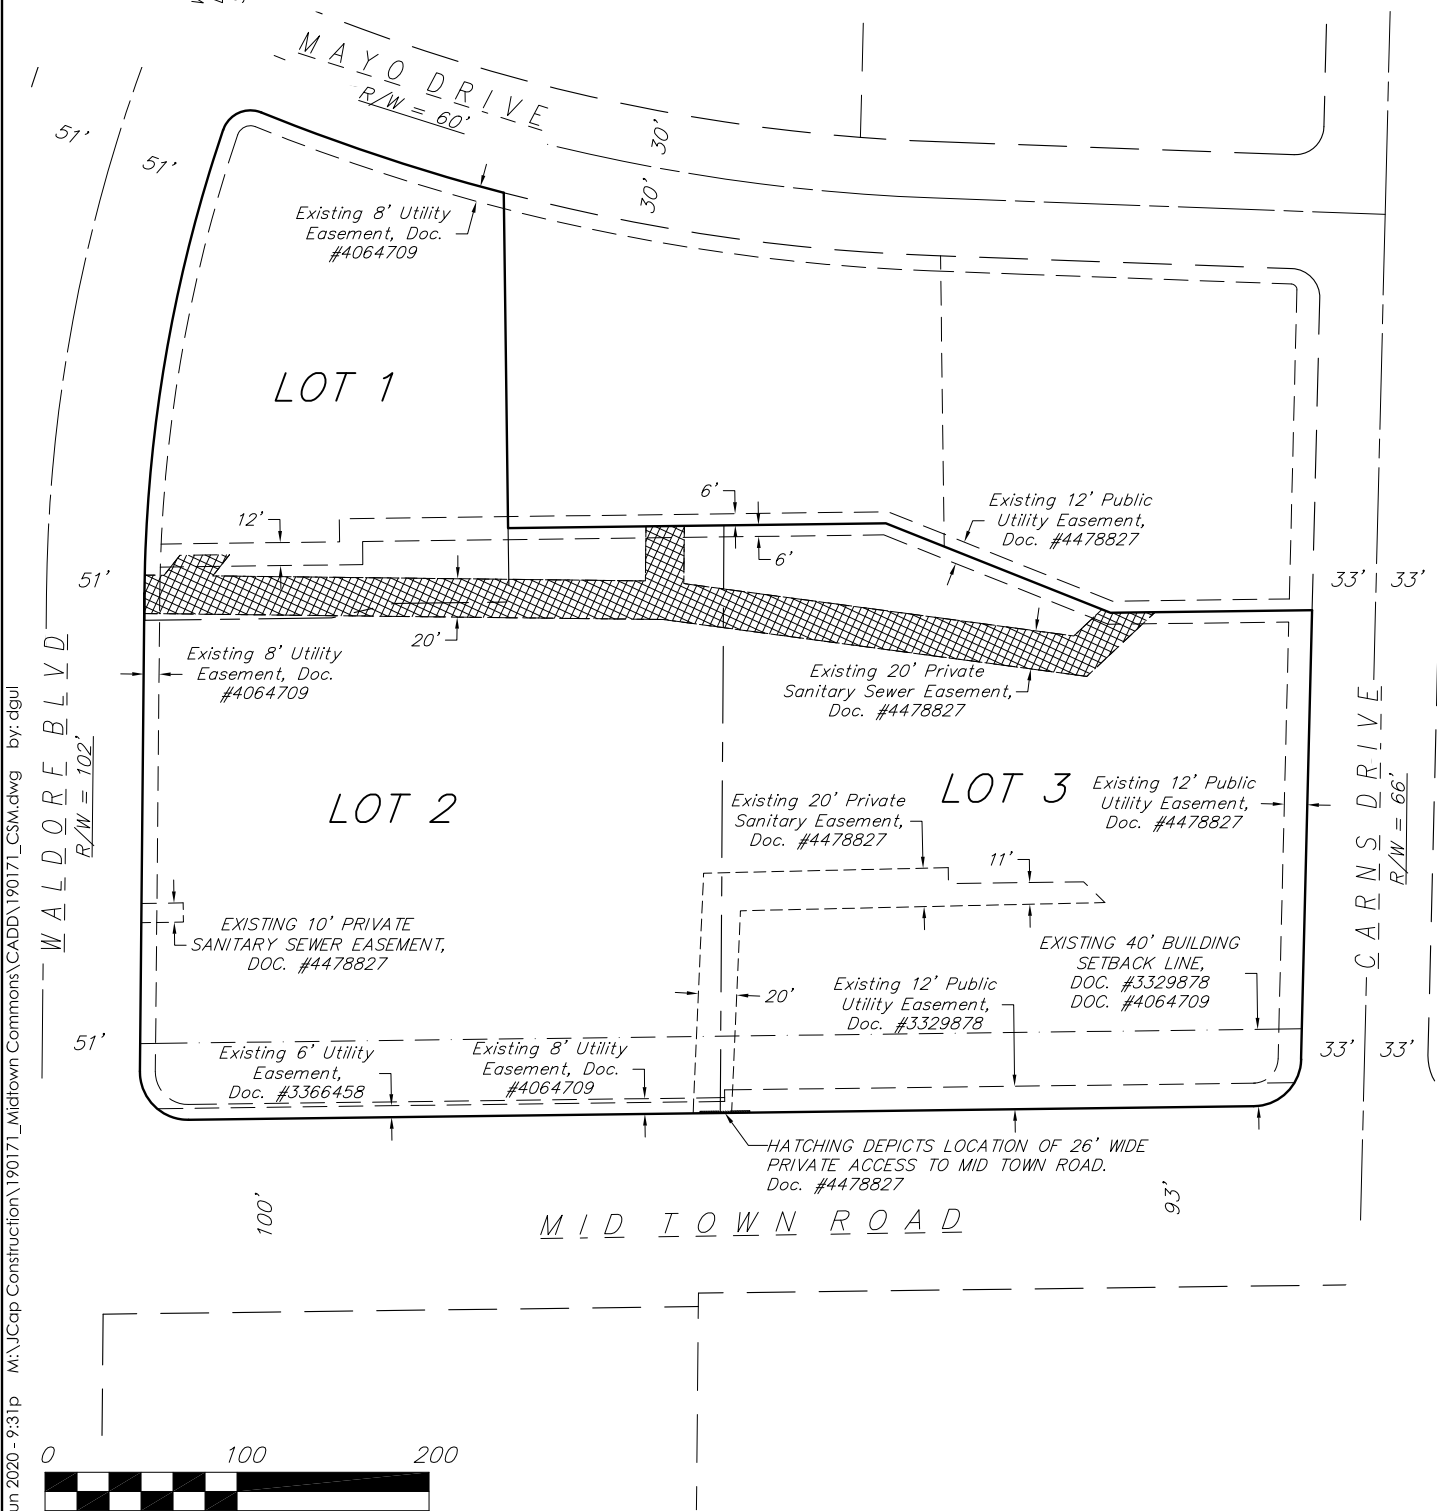 MAYO DRIVE
R/W = 60'
51'
51'
30'
30'
Existing 8' Utility
Easement, Doc.
#4064709
LOT 1
6'
12'
6'
Existing 12' Public
Utility Easement,
Doc. #4478827
51'
33'
33'
20'
Existing 8' Utility
Easement, Doc.
#4064709
Existing 20' Private
Sanitary Sewer Easement,
Doc. #4478827
WALDORF BLVD
R/W = 102'
LOT 2
LOT 3
Existing 12' Public
Utility Easement,
Doc. #4478827
Existing 20' Private
Sanitary Easement,
Doc. #4478827
11'
CARNS DRIVE
R/W = 66'
EXISTING 10' PRIVATE
SANITARY SEWER EASEMENT,
DOC. #4478827
EXISTING 40' BUILDING
SETBACK LINE,
DOC. #3329878
DOC. #4064709
20'
Existing 12' Public
Utility Easement,
Doc. #3329878
51'
Existing 6' Utility
Easement,
Doc. #3366458
Existing 8' Utility
Easement, Doc.
#4064709
33'
33'
HATCHING DEPICTS LOCATION OF 26' WIDE
PRIVATE ACCESS TO MID TOWN ROAD.
Doc. #4478827
100'
93'
MID TOWN ROAD
0 100 200
un 2020 - 9:31p M:\JCap Construction\190171_Midtown Commons\CADD\190171_CSM.dwg by: dgul